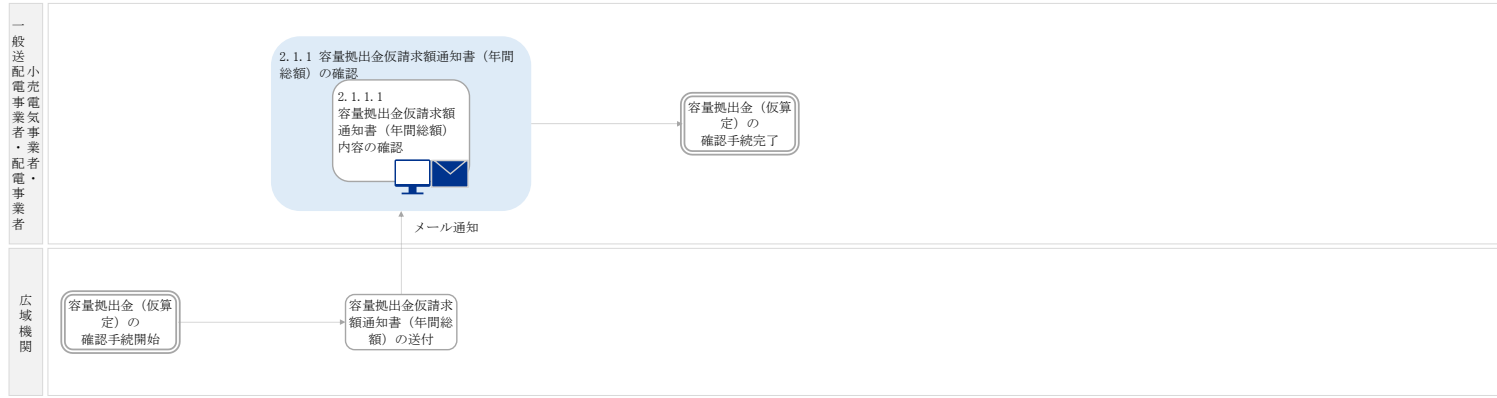 小売電気事業者・
一般送配電事業者・配電事業者
2.1.1 容量拠出金仮請求額通知書（年間
総額）の確認
2.1.1.1
容量拠出金仮請求額
通知書（年間総額）
内容の確認
容量拠出金（仮算
定）の
確認手続完了
メール通知
広域機関
容量拠出金（仮算
定）の
確認手続開始
容量拠出金仮請求
額通知書（年間総
額）の送付